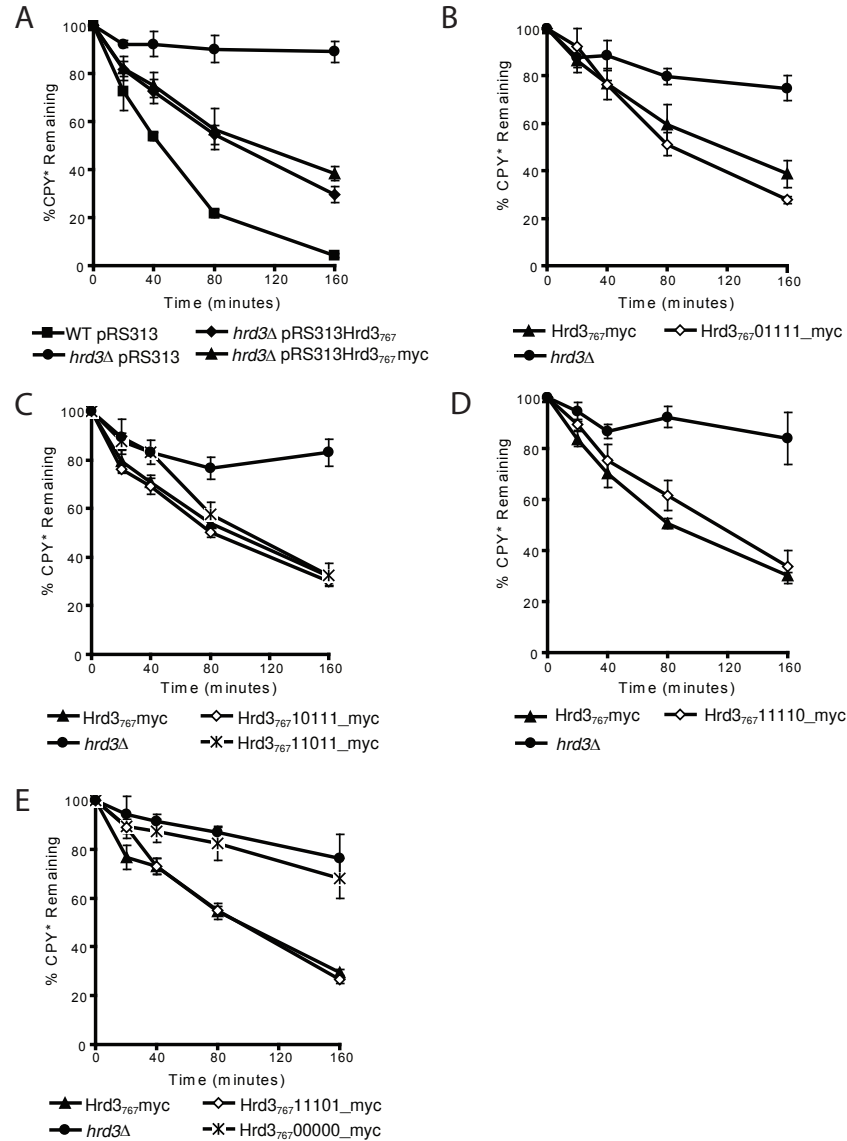 A
100
80
60
40
20
0
%CPY* Remaining
0 40 80 120 160
Time (minutes)
WT pRS313
hrd3Δ pRS313Hrd3₇₆₇
hrd3Δ pRS313
hrd3Δ pRS313Hrd3₇₆₇myc
B
100
80
60
40
20
0
% CPY* Remaining
0 40 80 120 160
Time (minutes)
Hrd3₇₆₇myc
Hrd3₇₆₇01111_myc
hrd3Δ
C
100
80
60
40
20
0
% CPY* Remaining
0 40 80 120 160
Time (minutes)
Hrd3₇₆₇myc
Hrd3₇₆₇10111_myc
hrd3Δ
Hrd3₇₆₇11011_myc
D
100
80
60
40
20
0
% CPY* Remaining
0 40 80 120 160
Time (minutes)
Hrd3₇₆₇myc
Hrd3₇₆₇11110_myc
hrd3Δ
E
100
80
60
40
20
0
% CPY* Remaining
0 40 80 120 160
Time (minutes)
Hrd3₇₆₇myc
Hrd3₇₆₇11101_myc
hrd3Δ
Hrd3₇₆₇00000_myc